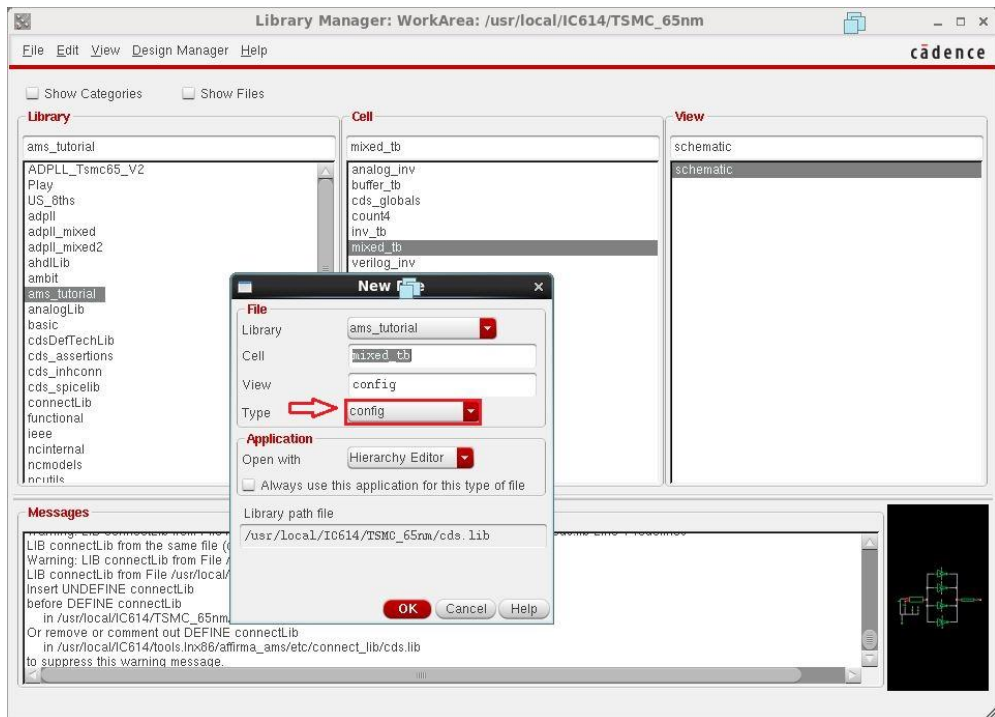 Library Manager: WorkArea: /usr/local/IC614/TSMC_65nm
File Edit View Design Manager Help
cādence
Show Categories Show Files
Library
ams_tutorial
ADPLL_Tsmc65_V2
Play
US_8ths
adpll
adpll_mixed
adpll_mixed2
ahdlLib
ambit
ams_tutorial
analogLib
basic
cdsDefTechLib
cds_assertions
cds_inhconn
cds_spicelib
connectLib
functional
ieee
ncinternal
ncmodels
ncutils
Cell
mixed_tb
analog_inv
buffer_tb
cds_globals
count4
inv_tb
mixed_tb
verilog_inv
View
schematic
schematic
New
File
Library ams_tutorial
Cell mixed_tb
View config
Type config
Application
Open with Hierarchy Editor
Always use this application for this type of file
Library path file
/usr/local/IC614/TSMC_65nm/cds.lib
OK Cancel Help
Messages
LIB connectLib from the same file
Warning: LIB connectLib from File
LIB connectLib from File /usr/local/
Insert UNDEFINE connectLib
before DEFINE connectLib
in /usr/local/IC614/TSMC_65nm
Or remove or comment out DEFINE connectLib
in /usr/local/IC614/tools.lnx86/affirma_ams/etc/connect_lib/cds.lib
to suppress this warning message.